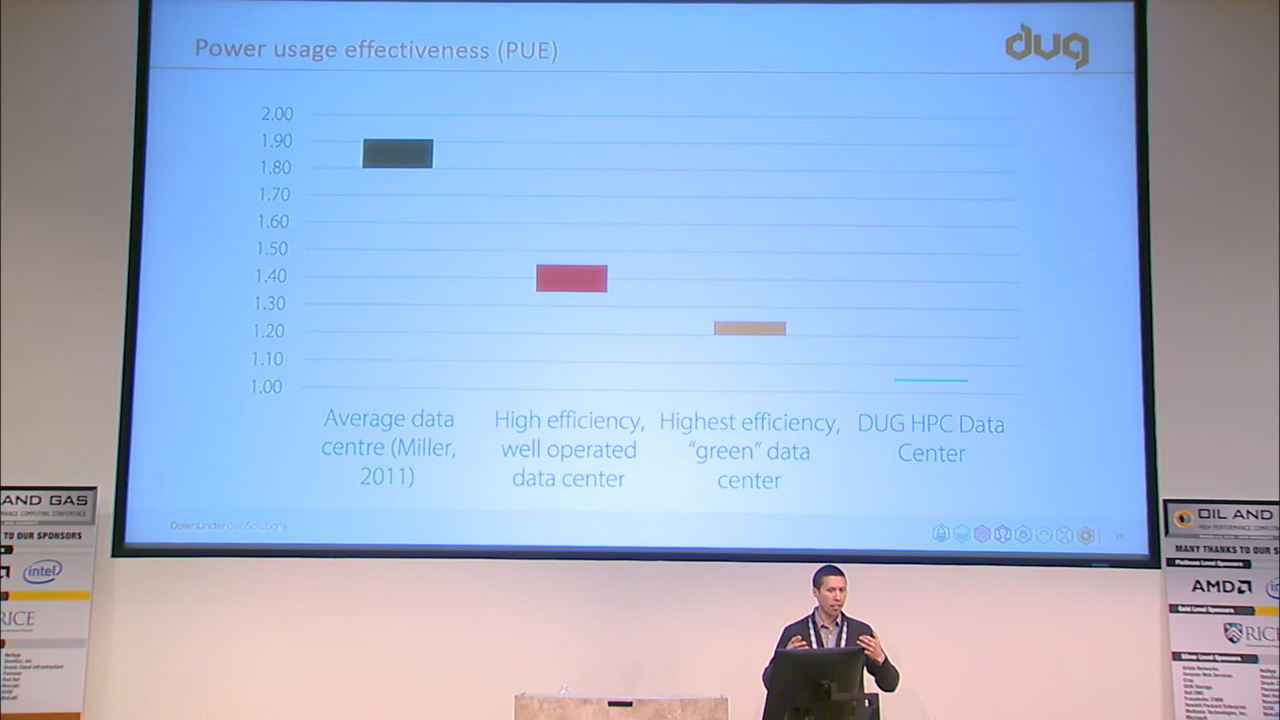 Power usage effectiveness (PUE)
dug
2.00
1.90
1.80
1.70
1.60
1.50
1.40
1.30
1.20
1.10
1.00
Average data
centre (Miller,
2011)
High efficiency,
well operated
data center
Highest efficiency,
“green” data
center
DUG HPC Data
Center
DownUnder GeoSolutions
AND GAS
TO OUR SPONSORS
intel
RICE
OIL AND
MANY THANKS TO OUR S
Platinum Level Sponsors
AMD
Gold Level Sponsors
RIC
Silver Level Sponsors